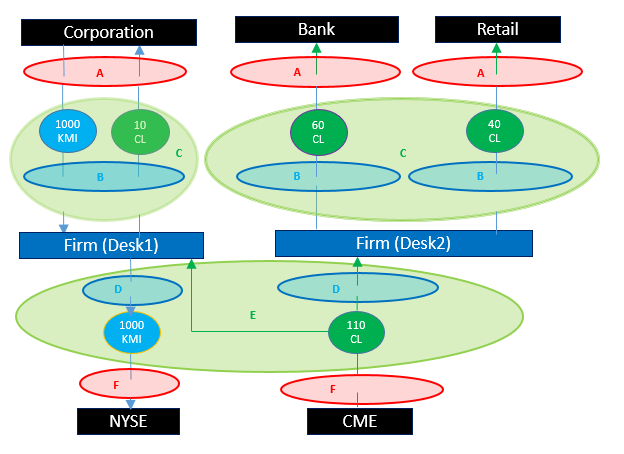 Corporation
Bank
Retail
A
A
A
1000
KMI
10
CL
60
CL
40
CL
C
C
B
B
B
Firm (Desk1)
Firm (Desk2)
D
D
E
1000
KMI
110
CL
F
F
NYSE
CME